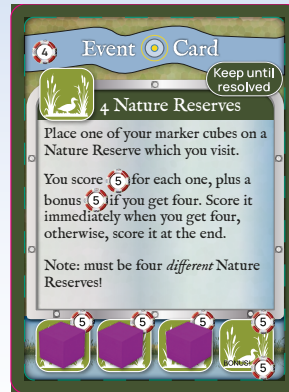 4
Event Card
Keep until
resolved
4 Nature Reserves
Place one of your marker cubes on a
Nature Reserve which you visit.
You score 5 for each one, plus a
bonus 5 if you get four. Score it
immediately when you get four,
otherwise, score it at the end.
Note: must be four different Nature
Reserves!
5 5 5 5
BONUS! 5